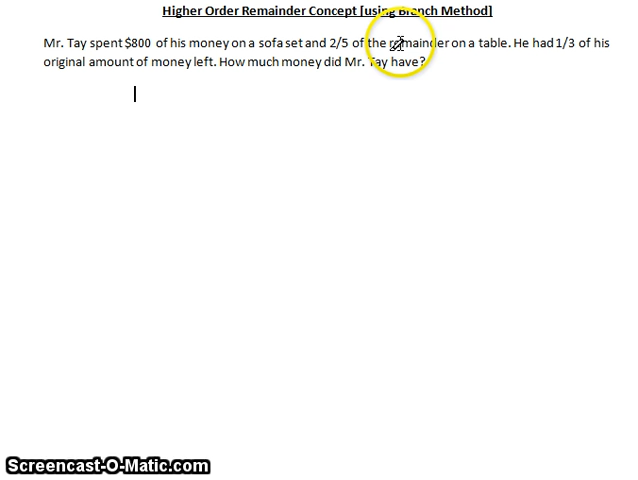 Higher Order Remainder Concept [using Branch Method]
Mr. Tay spent $800 of his money on a sofa set and 2/5 of the remainder on a table. He had 1/3 of his
original amount of money left. How much money did Mr. Tay have?
Screencast-O-Matic.com